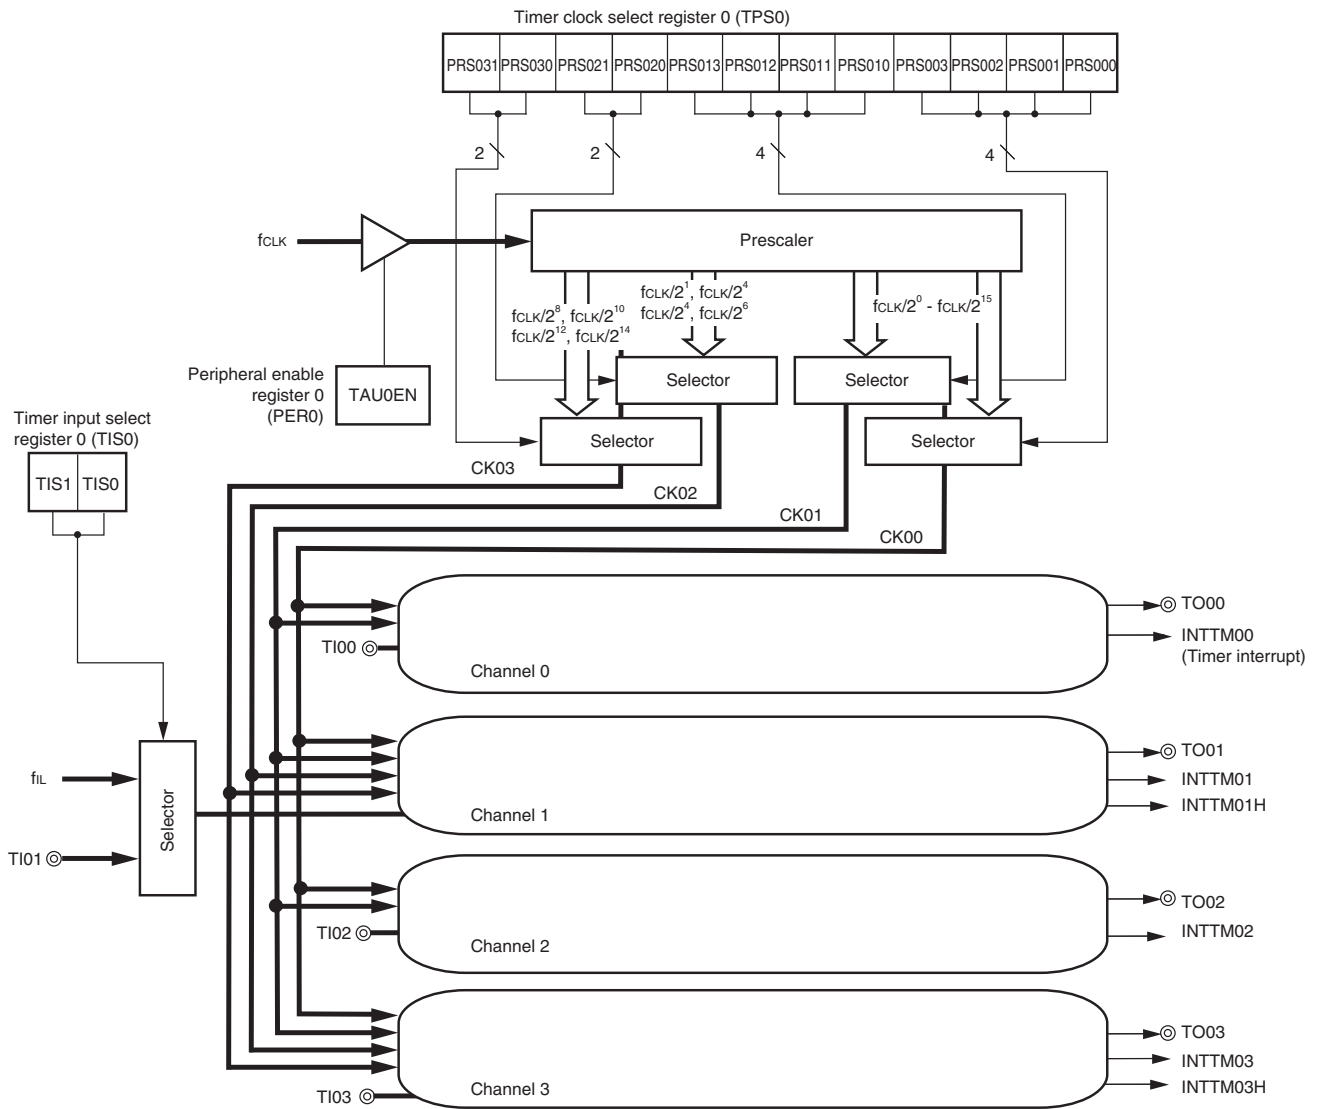 Timer clock select register 0 (TPS0)
PRS031 PRS030 PRS021 PRS020 PRS013 PRS012 PRS011 PRS010 PRS003 PRS002 PRS001 PRS000
2 2 4 4
fCLK
Prescaler
fCLK/2^8, fCLK/2^10
fCLK/2^12, fCLK/2^14
fCLK/2^1, fCLK/2^4
fCLK/2^4, fCLK/2^6
fCLK/2^0 - fCLK/2^15
Peripheral enable
register 0
(PER0)
TAU0EN
Selector
Selector
Selector
Selector
Timer input select
register 0 (TIS0)
TIS1 TIS0
CK03
CK02
CK01
CK00
TI00
Channel 0
TO00
INTTM00
(Timer interrupt)
fIL
TI01
Selector
Channel 1
TO01
INTTM01
INTTM01H
TI02
Channel 2
TO02
INTTM02
TI03
Channel 3
TO03
INTTM03
INTTM03H